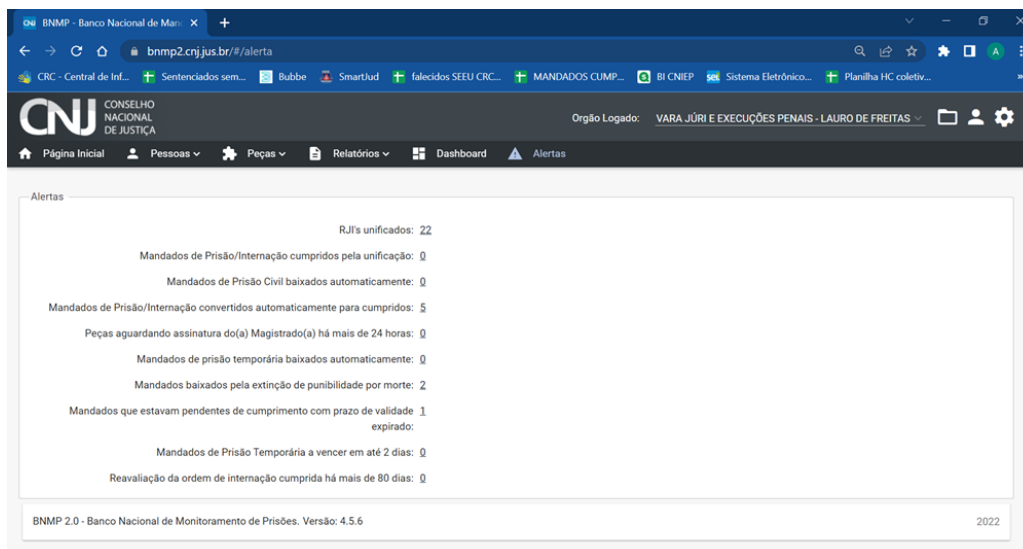 BNMP - Banco Nacional de Man
bnmp2.cnj.jus.br/#/alerta
A
CRC - Central de Inf... Sentenciados sem... Bubbe SmartJud falecidos SEEU CRC... MANDADOS CUMP... BI CNIEP Sistema Eletrônico... Planilha HC coletiv...
CNJ CONSELHO
NACIONAL
DE JUSTIÇA
Orgão Logado: VARA JÚRI E EXECUÇÕES PENAIS - LAURO DE FREITAS
Página Inicial Pessoas Peças Relatórios Dashboard Alertas
Alertas
RJI's unificados: 22
Mandados de Prisão/Internação cumpridos pela unificação: 0
Mandados de Prisão Civil baixados automaticamente: 0
Mandados de Prisão/Internação convertidos automaticamente para cumpridos: 5
Peças aguardando assinatura do(a) Magistrado(a) há mais de 24 horas: 0
Mandados de prisão temporária baixados automaticamente: 0
Mandados baixados pela extinção de punibilidade por morte: 2
Mandados que estavam pendentes de cumprimento com prazo de validade 1
expirado:
Mandados de Prisão Temporária a vencer em até 2 dias: 0
Reavaliação da ordem de internação cumprida há mais de 80 dias: 0
BNMP 2.0 - Banco Nacional de Monitoramento de Prisões. Versão: 4.5.6 2022